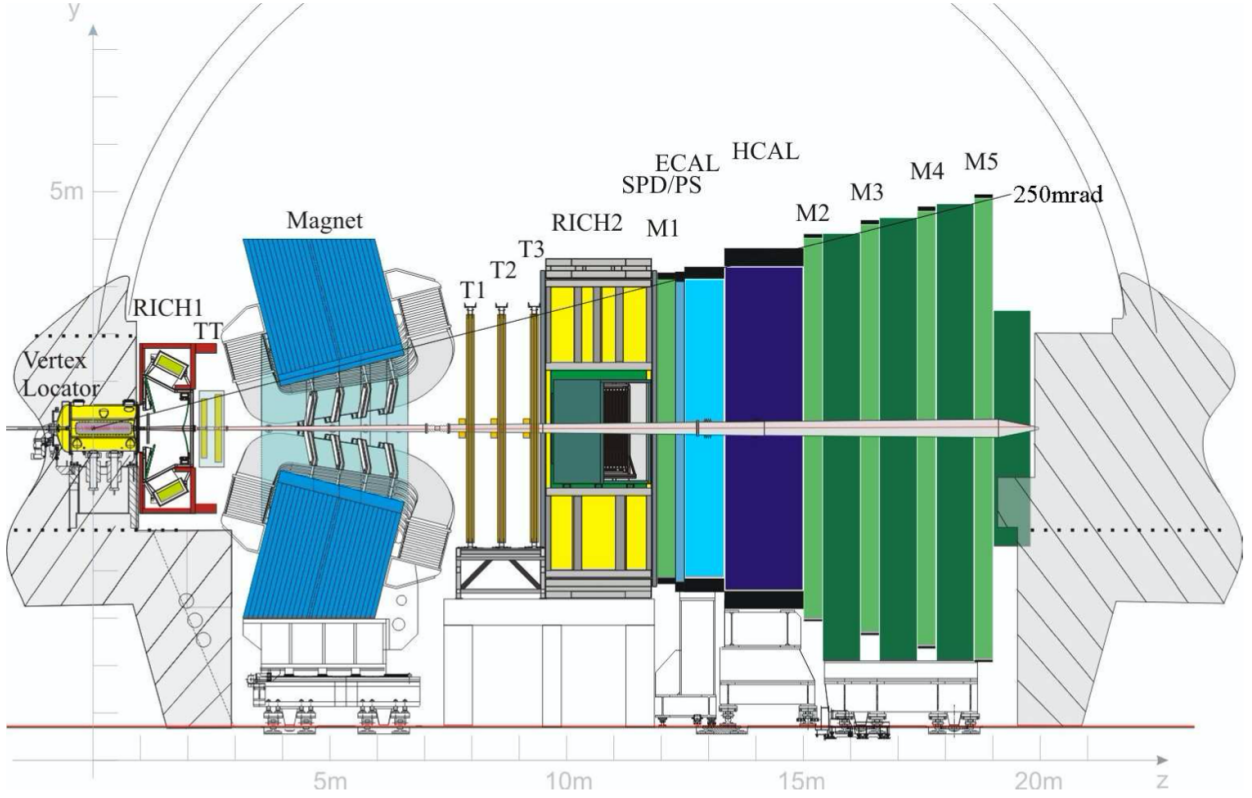 y
5m
Vertex
Locator
RICH1
TT
Magnet
T1
T2
T3
RICH2
M1
SPD/PS
ECAL
HCAL
M2
M3
M4
M5
250mrad
5m
10m
15m
20m
z